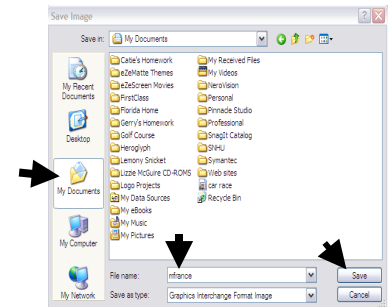 Save Image
Save in: My Documents
My Recent Documents
Desktop
My Documents
My Computer
My Network
Catie's Homework
eZeMatte Themes
eZeScreen Movies
FirstClass
Florida Home
Gerry's Homework
Golf Course
Heroglyph
Lemony Snicket
Lizzie McGuire CD-ROMS
Logo Projects
My Data Sources
My eBooks
My Music
My Pictures
My Received Files
My Videos
NeroVision
Personal
Pinnacle Studio
Professional
SnagIt Catalog
SNHU
Symantec
Web sites
car race
Recycle Bin
File name: mfrance
Save
Save as type: Graphics Interchange Format Image
Cancel